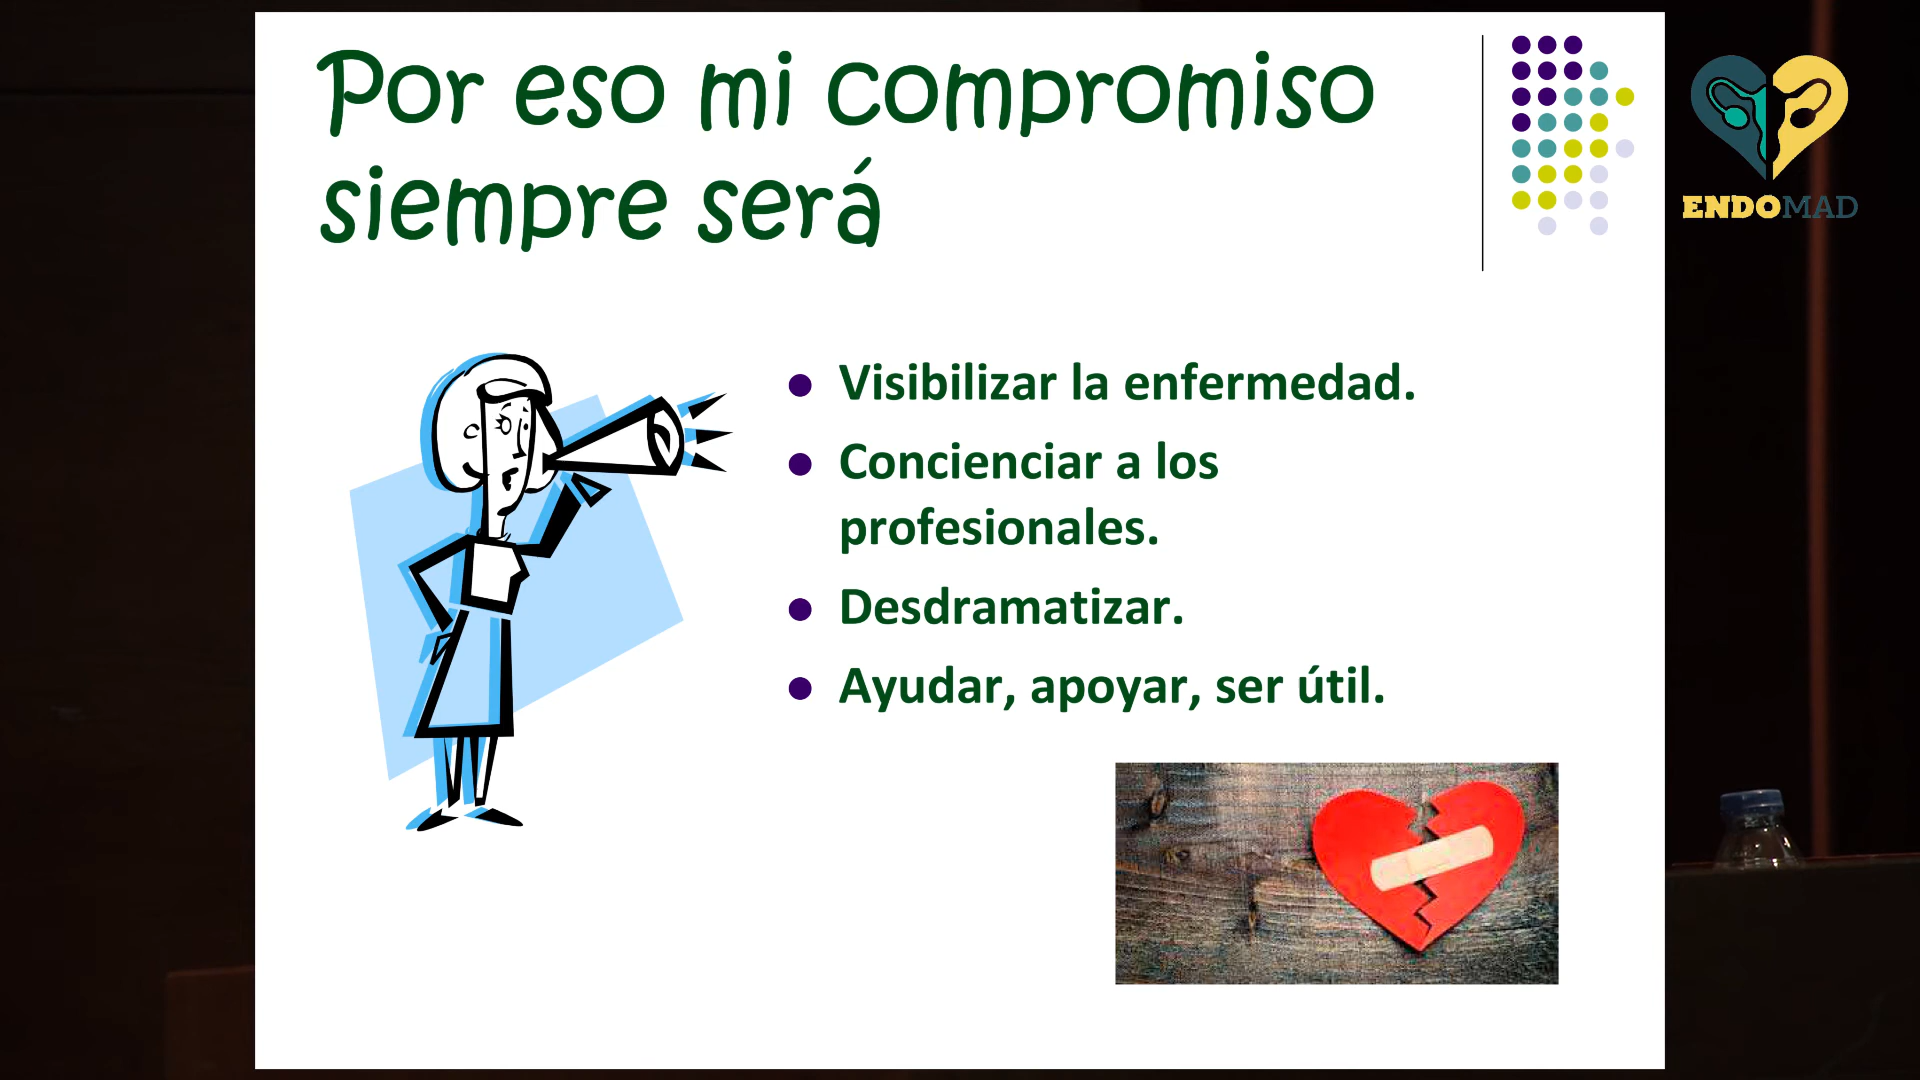 Por eso mi compromiso
siempre será
ENDOMAD
Visibilizar la enfermedad.
Concienciar a los
profesionales.
Desdramatizar.
Ayudar, apoyar, ser útil.